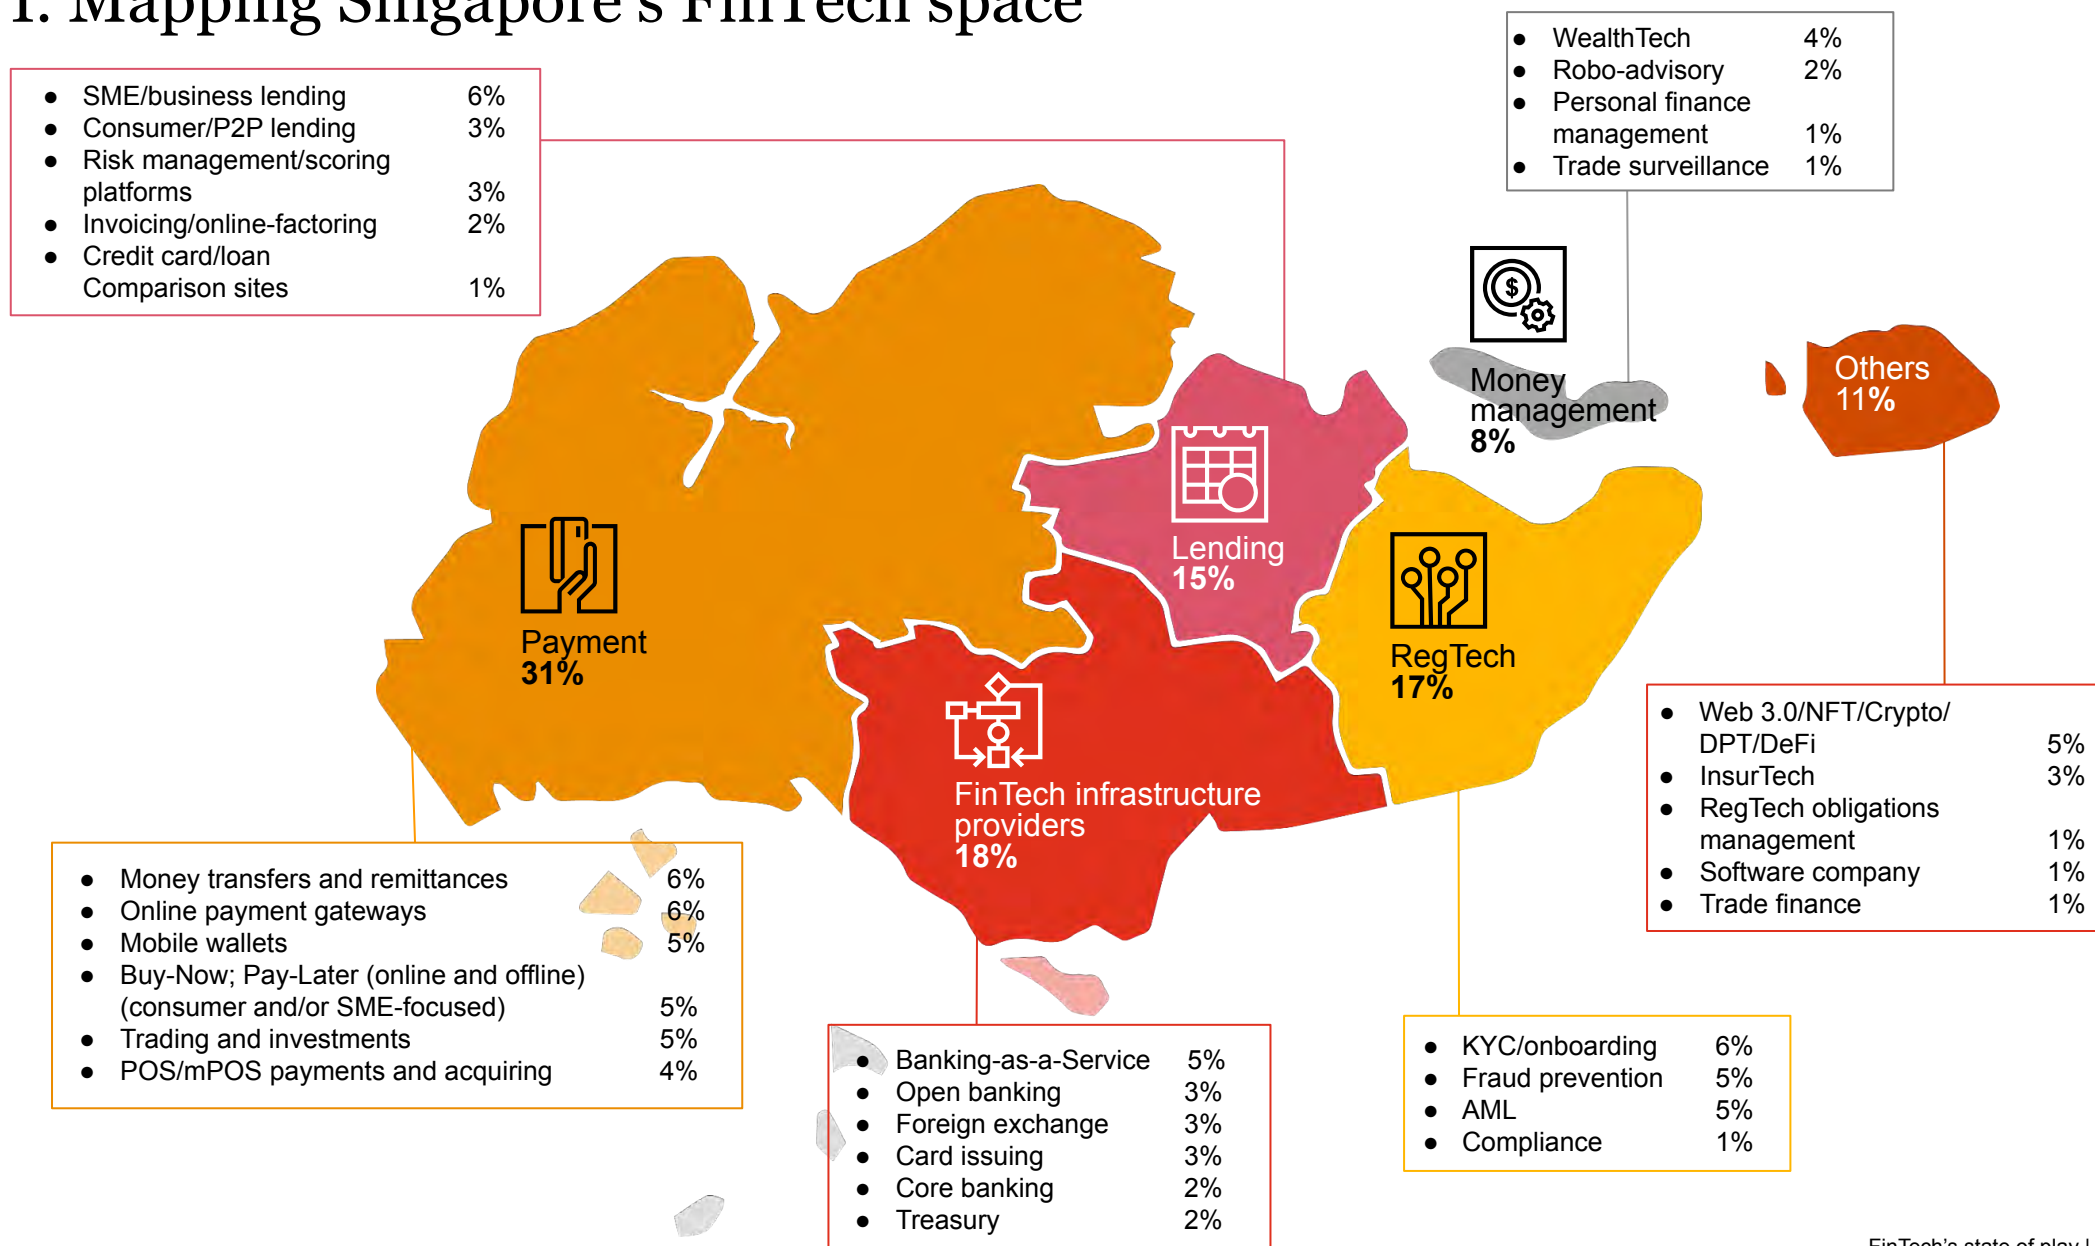 1. Mapping Singapore's FinTech space
● SME/business lending 6%
● Consumer/P2P lending 3%
● Risk management/scoring
platforms 3%
● Invoicing/online-factoring 2%
● Credit card/loan
Comparison sites 1%
● WealthTech 4%
● Robo-advisory 2%
● Personal finance
management 1%
● Trade surveillance 1%
Money
management
8%
Others
11%
Lending
15%
Payment
31%
RegTech
17%
FinTech infrastructure
providers
18%
● Web 3.0/NFT/Crypto/
DPT/DeFi 5%
● InsurTech 3%
● RegTech obligations
management 1%
● Software company 1%
● Trade finance 1%
● Money transfers and remittances 6%
● Online payment gateways 6%
● Mobile wallets 5%
● Buy-Now; Pay-Later (online and offline)
(consumer and/or SME-focused) 5%
● Trading and investments 5%
● POS/mPOS payments and acquiring 4%
● Banking-as-a-Service 5%
● Open banking 3%
● Foreign exchange 3%
● Card issuing 3%
● Core banking 2%
● Treasury 2%
● KYC/onboarding 6%
● Fraud prevention 5%
● AML 5%
● Compliance 1%
FinTech's state of play |